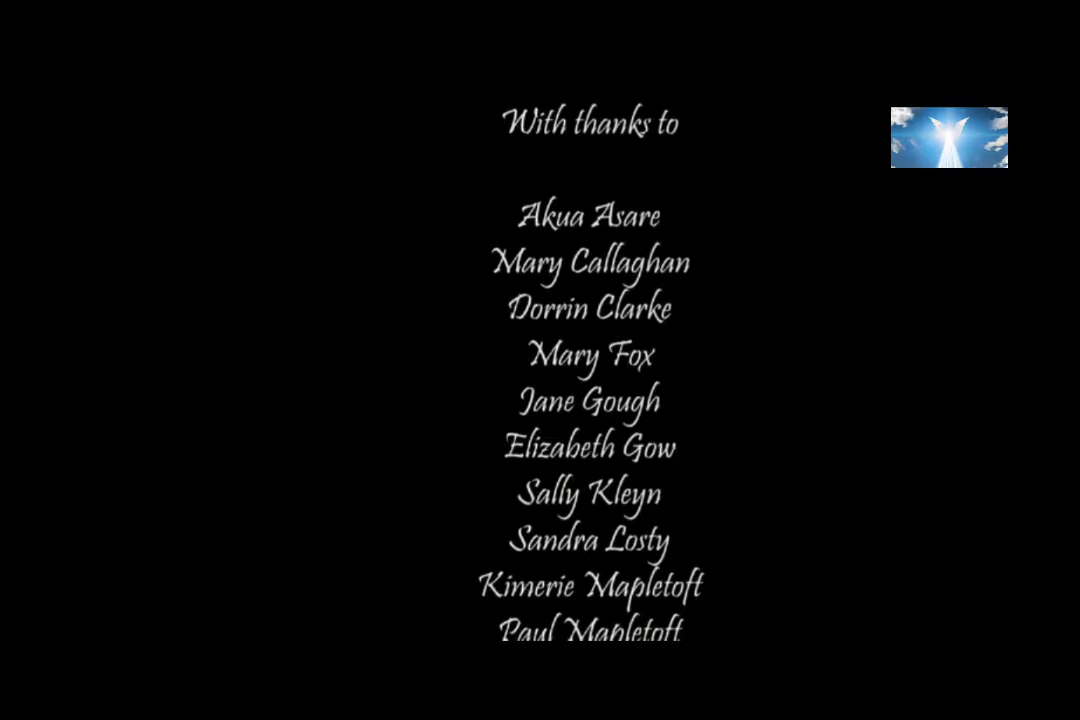 With thanks to
Akua Asare
Mary Callaghan
Dorrin Clarke
Mary Fox
Jane Gough
Elizabeth Gow
Sally Kleyn
Sandra Losty
Kimerie Mapletoft
Paul Mapletoft